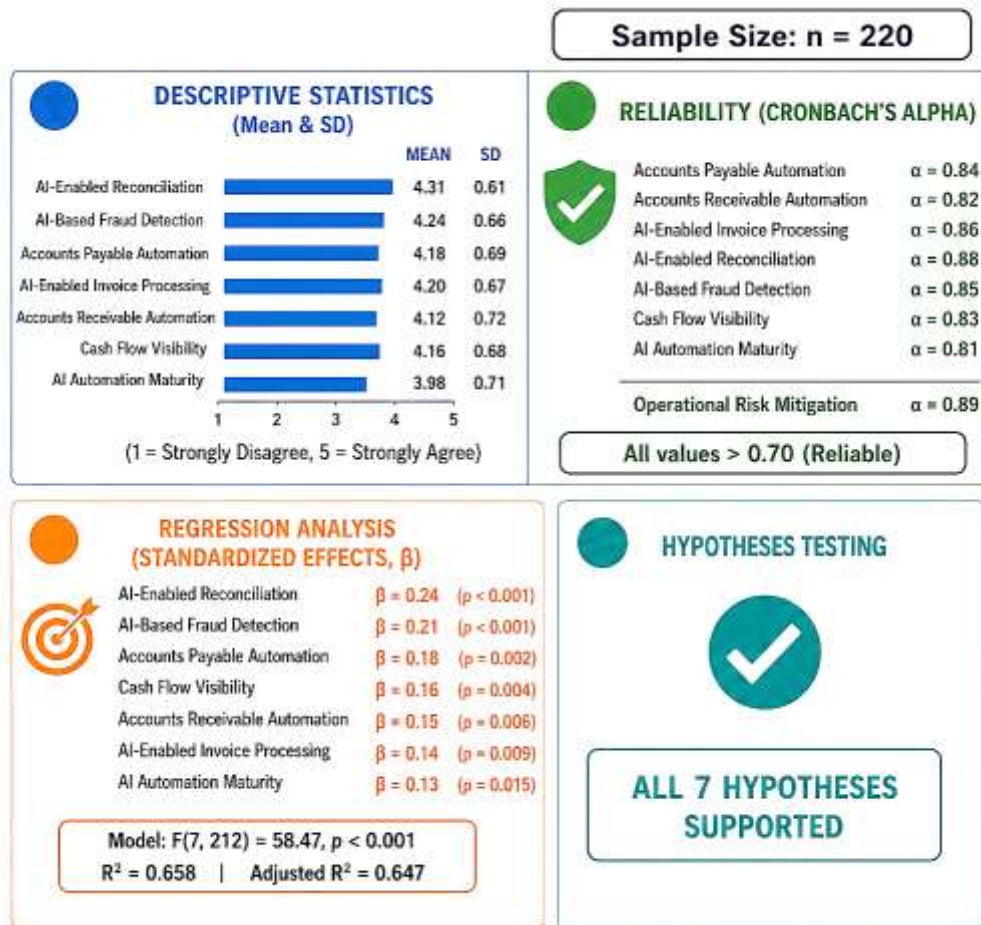 Sample Size: n = 220
DESCRIPTIVE STATISTICS
(Mean & SD)
MEAN SD
AI-Enabled Reconciliation 4.31 0.61
AI-Based Fraud Detection 4.24 0.66
Accounts Payable Automation 4.18 0.69
AI-Enabled Invoice Processing 4.20 0.67
Accounts Receivable Automation 4.12 0.72
Cash Flow Visibility 4.16 0.68
AI Automation Maturity 3.98 0.71
1 2 3 4 5
(1 = Strongly Disagree, 5 = Strongly Agree)
RELIABILITY (CRONBACH'S ALPHA)
Accounts Payable Automation α = 0.84
Accounts Receivable Automation α = 0.82
AI-Enabled Invoice Processing α = 0.86
AI-Enabled Reconciliation α = 0.88
AI-Based Fraud Detection α = 0.85
Cash Flow Visibility α = 0.83
AI Automation Maturity α = 0.81
Operational Risk Mitigation α = 0.89
All values > 0.70 (Reliable)
REGRESSION ANALYSIS
(STANDARDIZED EFFECTS, β)
AI-Enabled Reconciliation β = 0.24 (p < 0.001)
AI-Based Fraud Detection β = 0.21 (p < 0.001)
Accounts Payable Automation β = 0.18 (p = 0.002)
Cash Flow Visibility β = 0.16 (p = 0.004)
Accounts Receivable Automation β = 0.15 (p = 0.006)
AI-Enabled Invoice Processing β = 0.14 (p = 0.009)
AI Automation Maturity β = 0.13 (p = 0.015)
Model: F(7, 212) = 58.47, p < 0.001
R² = 0.658 | Adjusted R² = 0.647
HYPOTHESES TESTING
ALL 7 HYPOTHESES
SUPPORTED